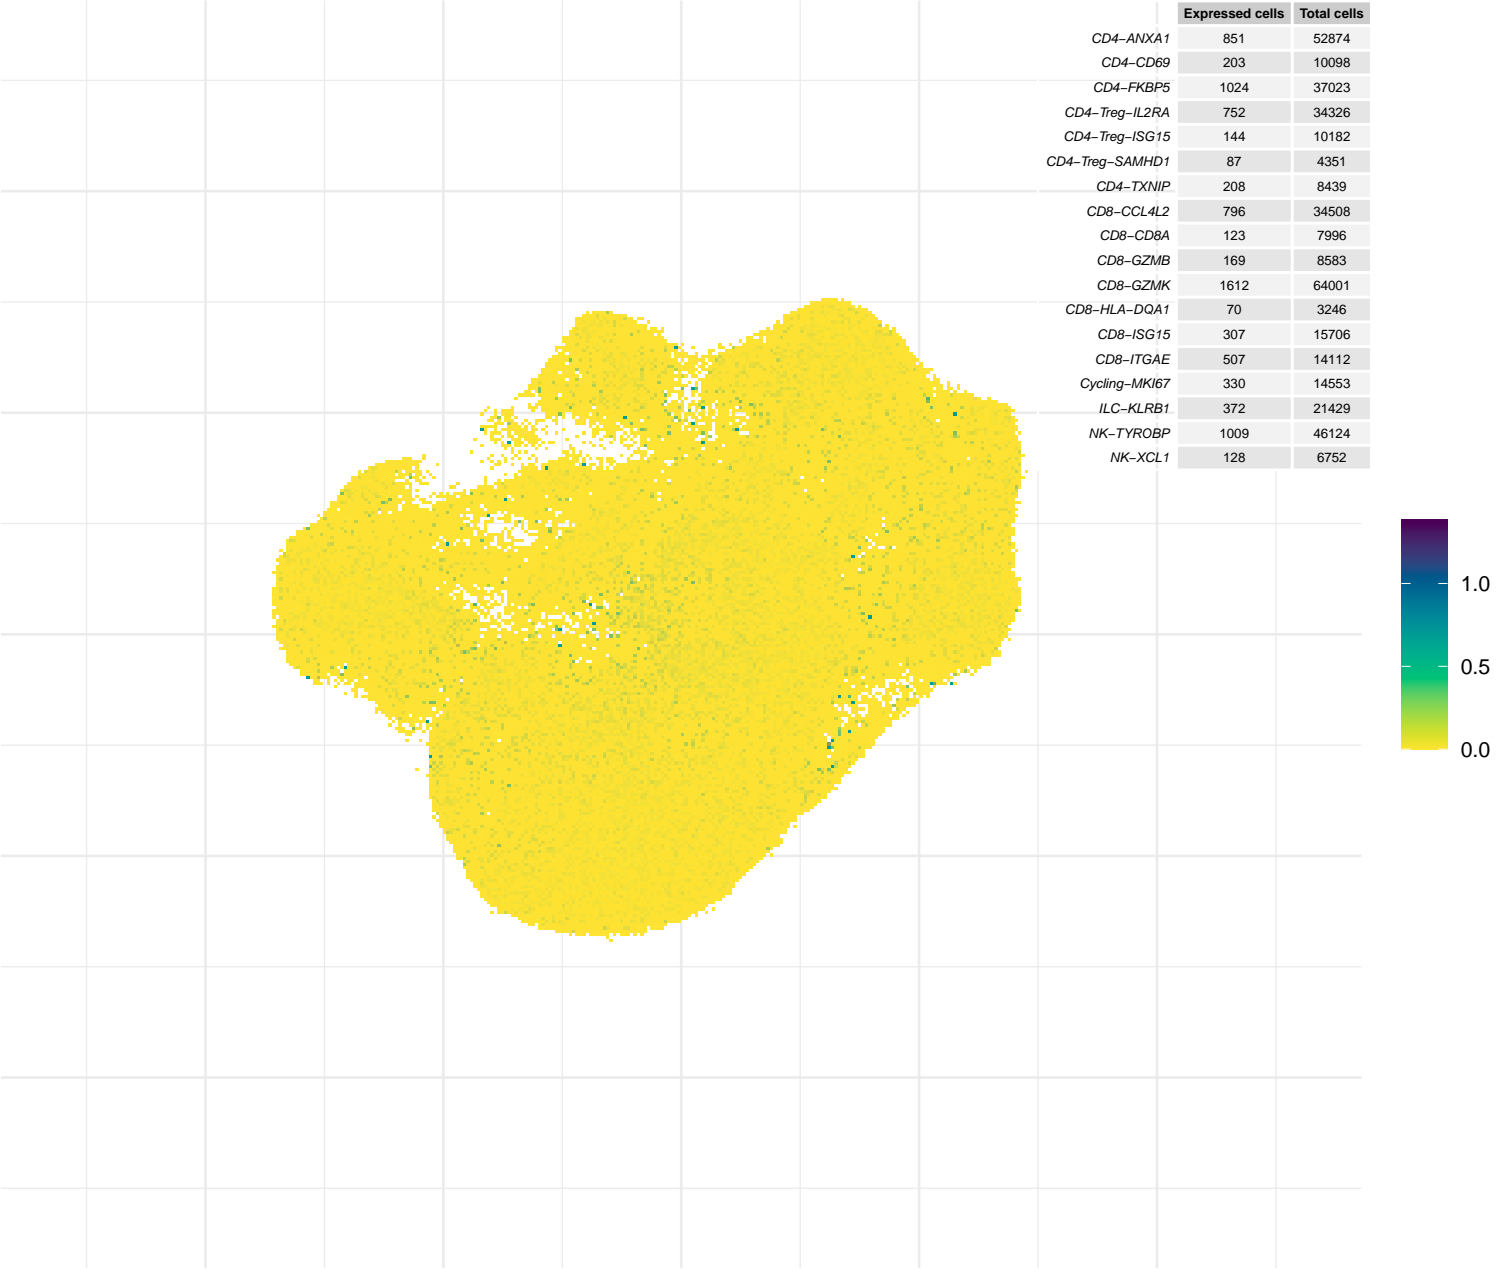 Expressed cells Total cells
CD4−ANXA1 851 52874
CD4−CD69 203 10098
CD4−FKBP5 1024 37023
CD4−Treg−IL2RA 752 34326
CD4−Treg−ISG15 144 10182
CD4−Treg−SAMHD1 87 4351
CD4−TXNIP 208 8439
CD8−CCL4L2 796 34508
CD8−CD8A 123 7996
CD8−GZMB 169 8583
CD8−GZMK 1612 64001
CD8−HLA−DQA1 70 3246
CD8−ISG15 307 15706
CD8−ITGAE 507 14112
Cycling−MKI67 330 14553
ILC−KLRB1 372 21429
NK−TYROBP 1009 46124
NK−XCL1 128 6752
1.0
0.5
0.0